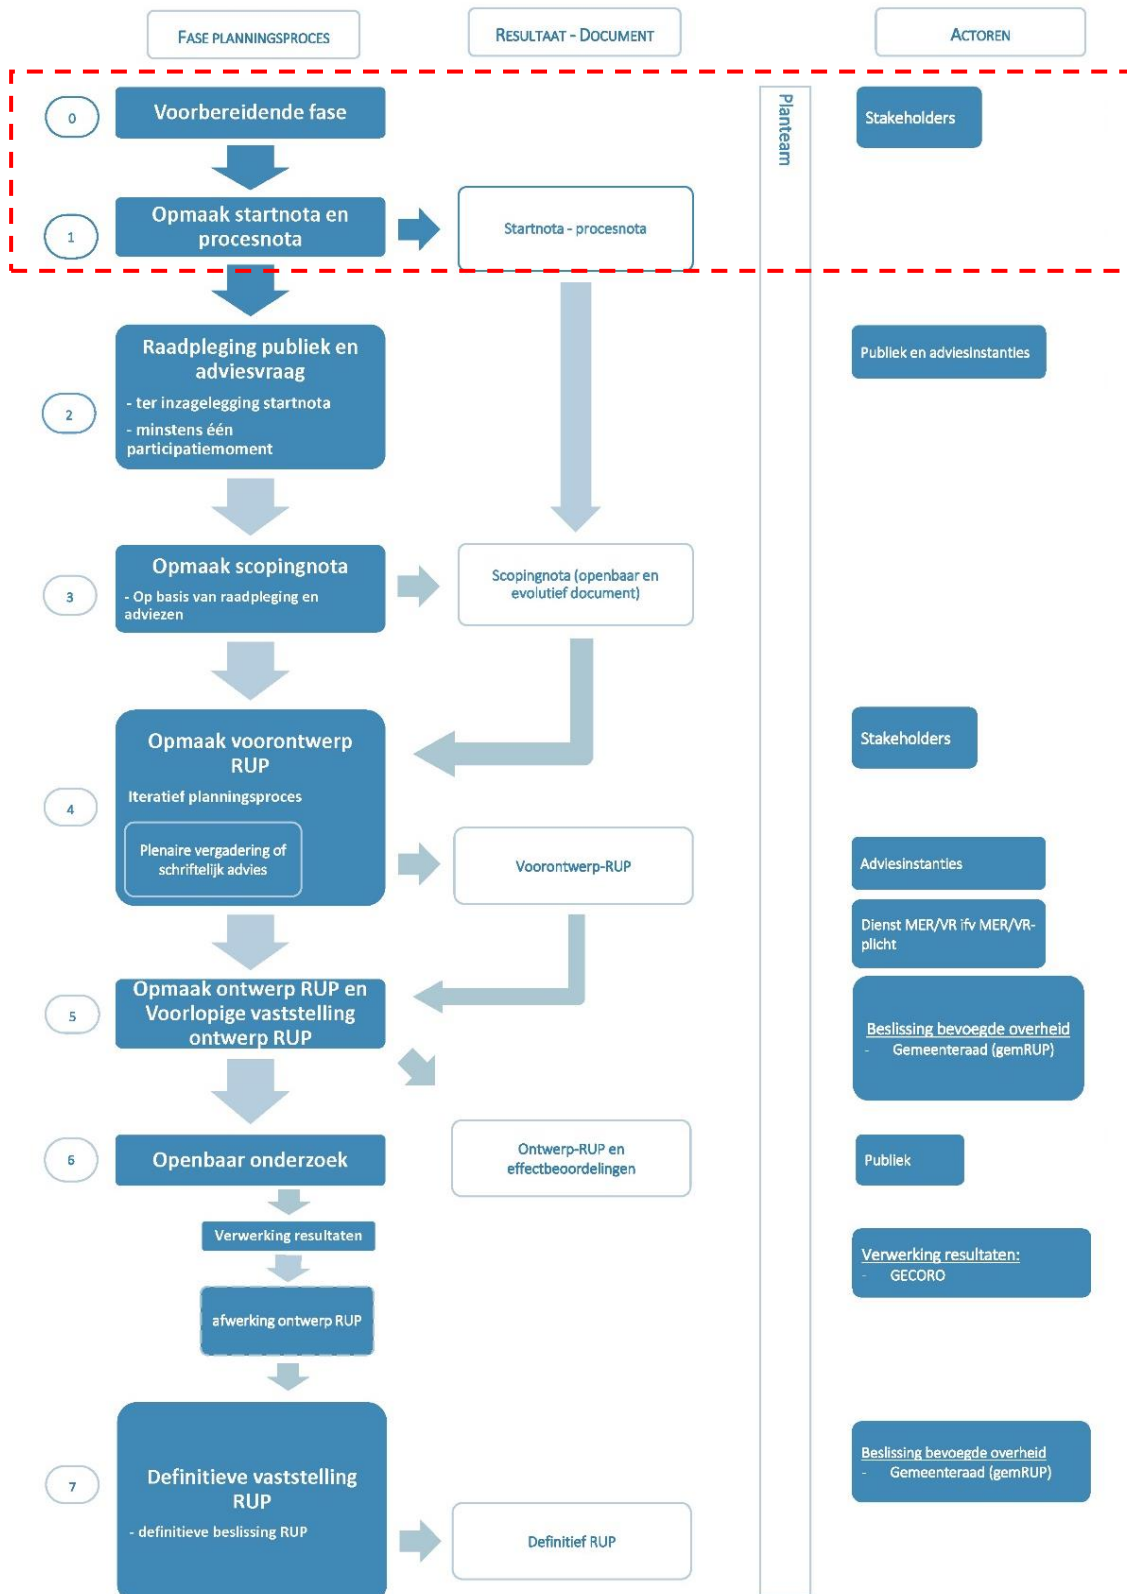 FASE PLANNINGSPROCES
RESULTAAT - DOCUMENT
ACTOREN
Planteam
0
Voorbereidende fase
Stakeholders
1
Opmaak startnota en
procesnota
Startnota - procesnota
2
Raadpleging publiek en
adviesvraag
- ter inzagelegging startnota
- minstens één
participatiemoment
Publiek en adviesinstanties
3
Opmaak scopingnota
- Op basis van raadpleging en
adviezen
Scopingnota (openbaar en
evolutief document)
4
Opmaak voorontwerp
RUP
Iteratief planningsproces
Plenaire vergadering of
schriftelijk advies
Voorontwerp-RUP
Stakeholders
Adviesinstanties
Dienst MER/VR ifv MER/VR-
plicht
5
Opmaak ontwerp RUP en
Voorlopige vaststelling
ontwerp RUP
Beslissing bevoegde overheid
- Gemeenteraad (gemRUP)
6
Openbaar onderzoek
Ontwerp-RUP en
effectbeoordelingen
Publiek
Verwerking resultaten
Verwerking resultaten:
- GECORO
afwerking ontwerp RUP
7
Definitieve vaststelling
RUP
- definitieve beslissing RUP
Definitief RUP
Beslissing bevoegde overheid
- Gemeenteraad (gemRUP)